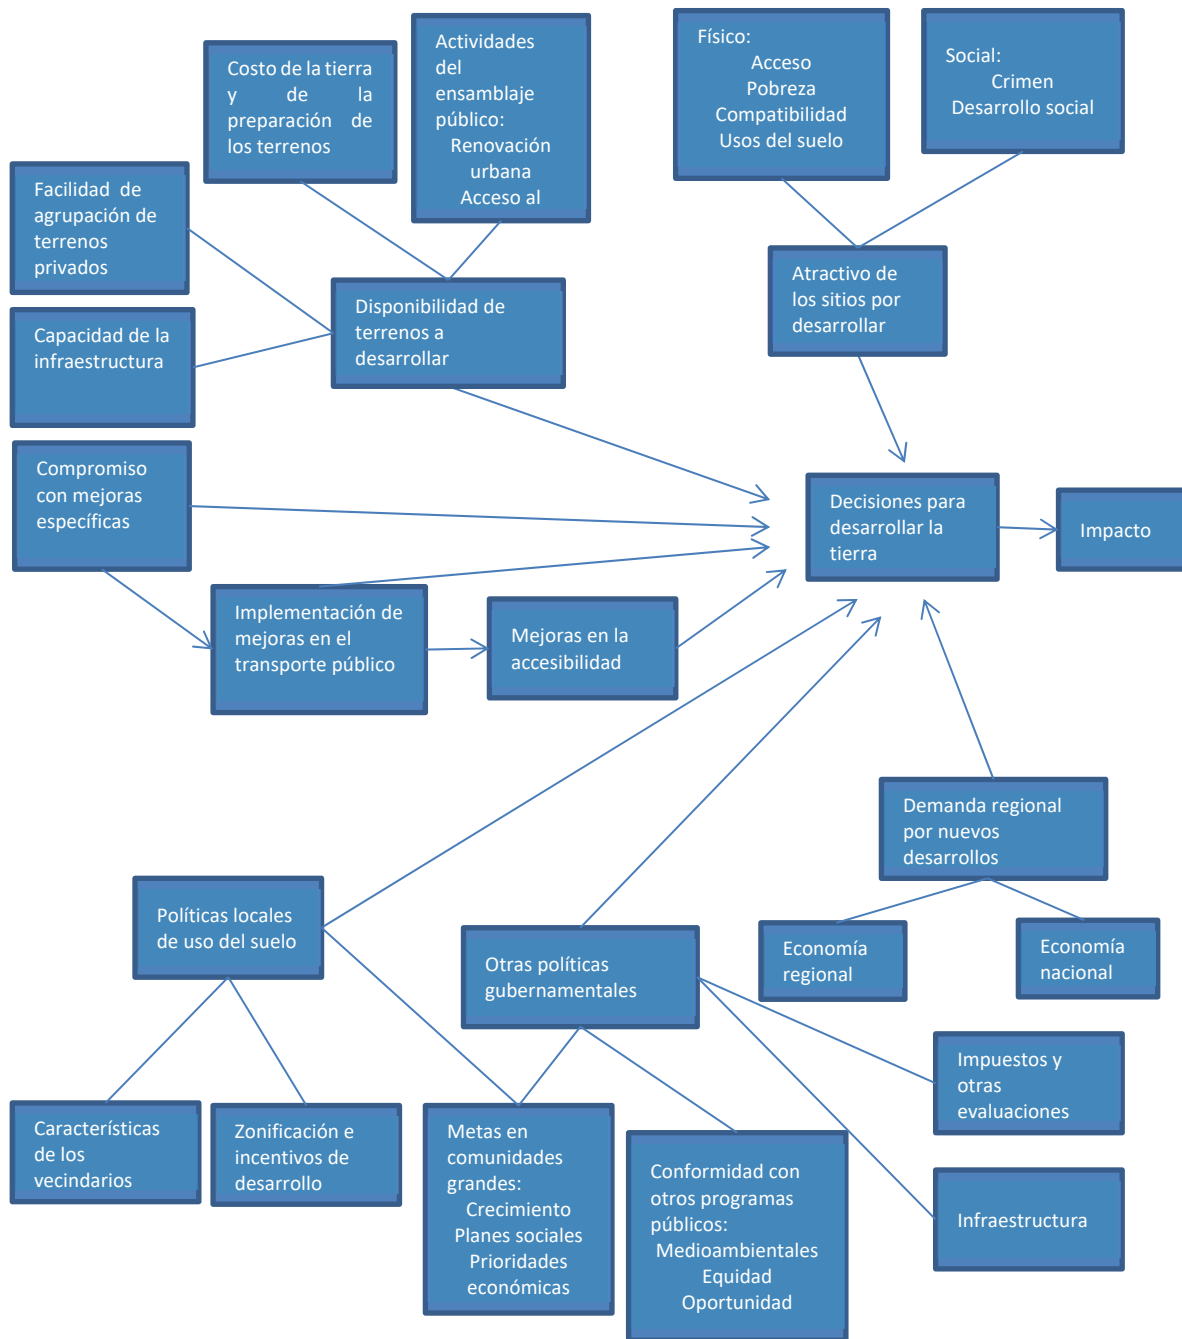 Costo de la tierra
y de la
preparación de
los terrenos
Actividades
del
ensamblaje
público:
Renovación
urbana
Acceso al
Físico:
Acceso
Pobreza
Compatibilidad
Usos del suelo
Social:
Crimen
Desarrollo social
Facilidad de
agrupación de
terrenos
privados
Capacidad de la
infraestructura
Disponibilidad de
terrenos a
desarrollar
Atractivo de
los sitios por
desarrollar
Compromiso
con mejoras
específicas
Decisiones para
desarrollar la
tierra
Impacto
Implementación de
mejoras en el
transporte público
Mejoras en la
accesibilidad
Demanda regional
por nuevos
desarrollos
Políticas locales
de uso del suelo
Otras políticas
gubernamentales
Economía
regional
Economía
nacional
Impuestos y
otras
evaluaciones
Características
de los
vecindarios
Zonificación e
incentivos de
desarrollo
Metas en
comunidades
grandes:
Crecimiento
Planes sociales
Prioridades
económicas
Conformidad con
otros programas
públicos:
Medioambientales
Equidad
Oportunidad
Infraestructura